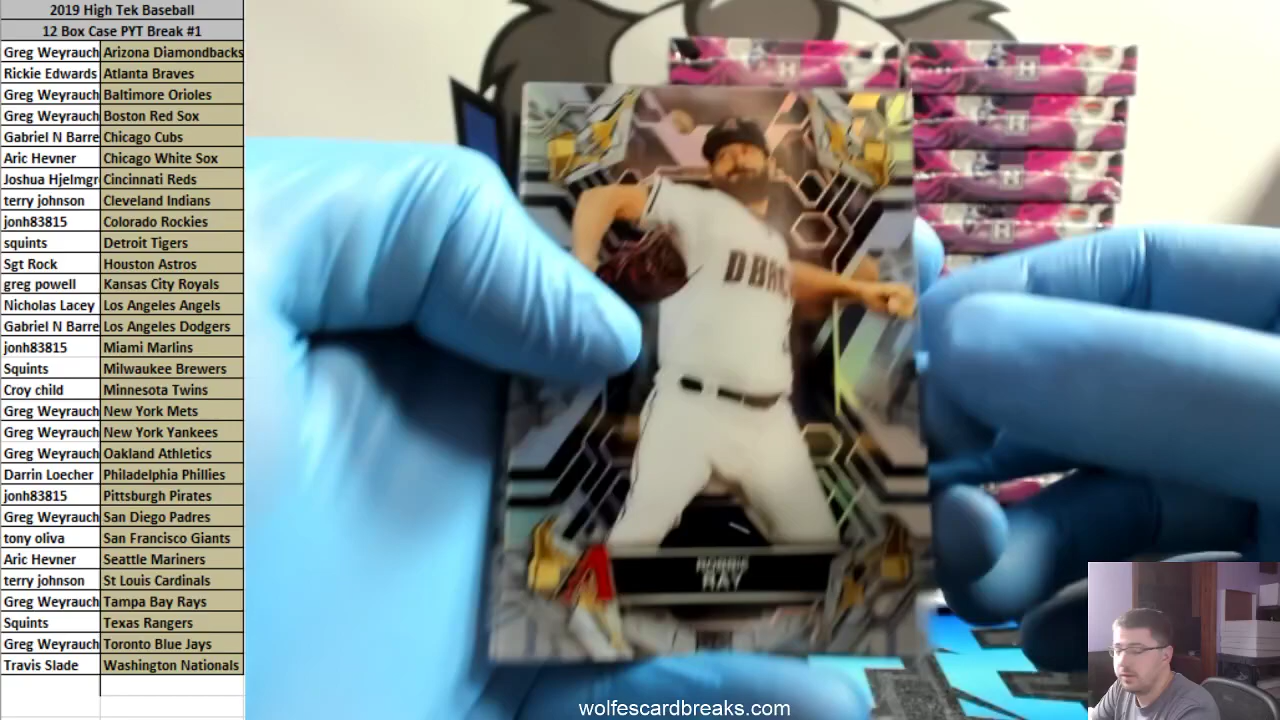 2019 High Tek Baseball
12 Box Case PYT Break #1
Greg Weyrauch Arizona Diamondbacks
Rickie Edwards Atlanta Braves
Greg Weyrauch Baltimore Orioles
Greg Weyrauch Boston Red Sox
Gabriel N Barre Chicago Cubs
Aric Hevner Chicago White Sox
Joshua Hjelmgr Cincinnati Reds
terry johnson Cleveland Indians
jonh83815 Colorado Rockies
squints Detroit Tigers
Sgt Rock Houston Astros
greg powell Kansas City Royals
Nicholas Lacey Los Angeles Angels
Gabriel N Barre Los Angeles Dodgers
jonh83815 Miami Marlins
Squints Milwaukee Brewers
Croy child Minnesota Twins
Greg Weyrauch New York Mets
Greg Weyrauch New York Yankees
Greg Weyrauch Oakland Athletics
Darrin Loecher Philadelphia Phillies
jonh83815 Pittsburgh Pirates
Greg Weyrauch San Diego Padres
tony oliva San Francisco Giants
Aric Hevner Seattle Mariners
terry johnson St Louis Cardinals
Greg Weyrauch Tampa Bay Rays
Squints Texas Rangers
Greg Weyrauch Toronto Blue Jays
Travis Slade Washington Nationals
H H
H
H
H
DBAC
A
ROBBIE
RAY
wolfescardbreaks.com